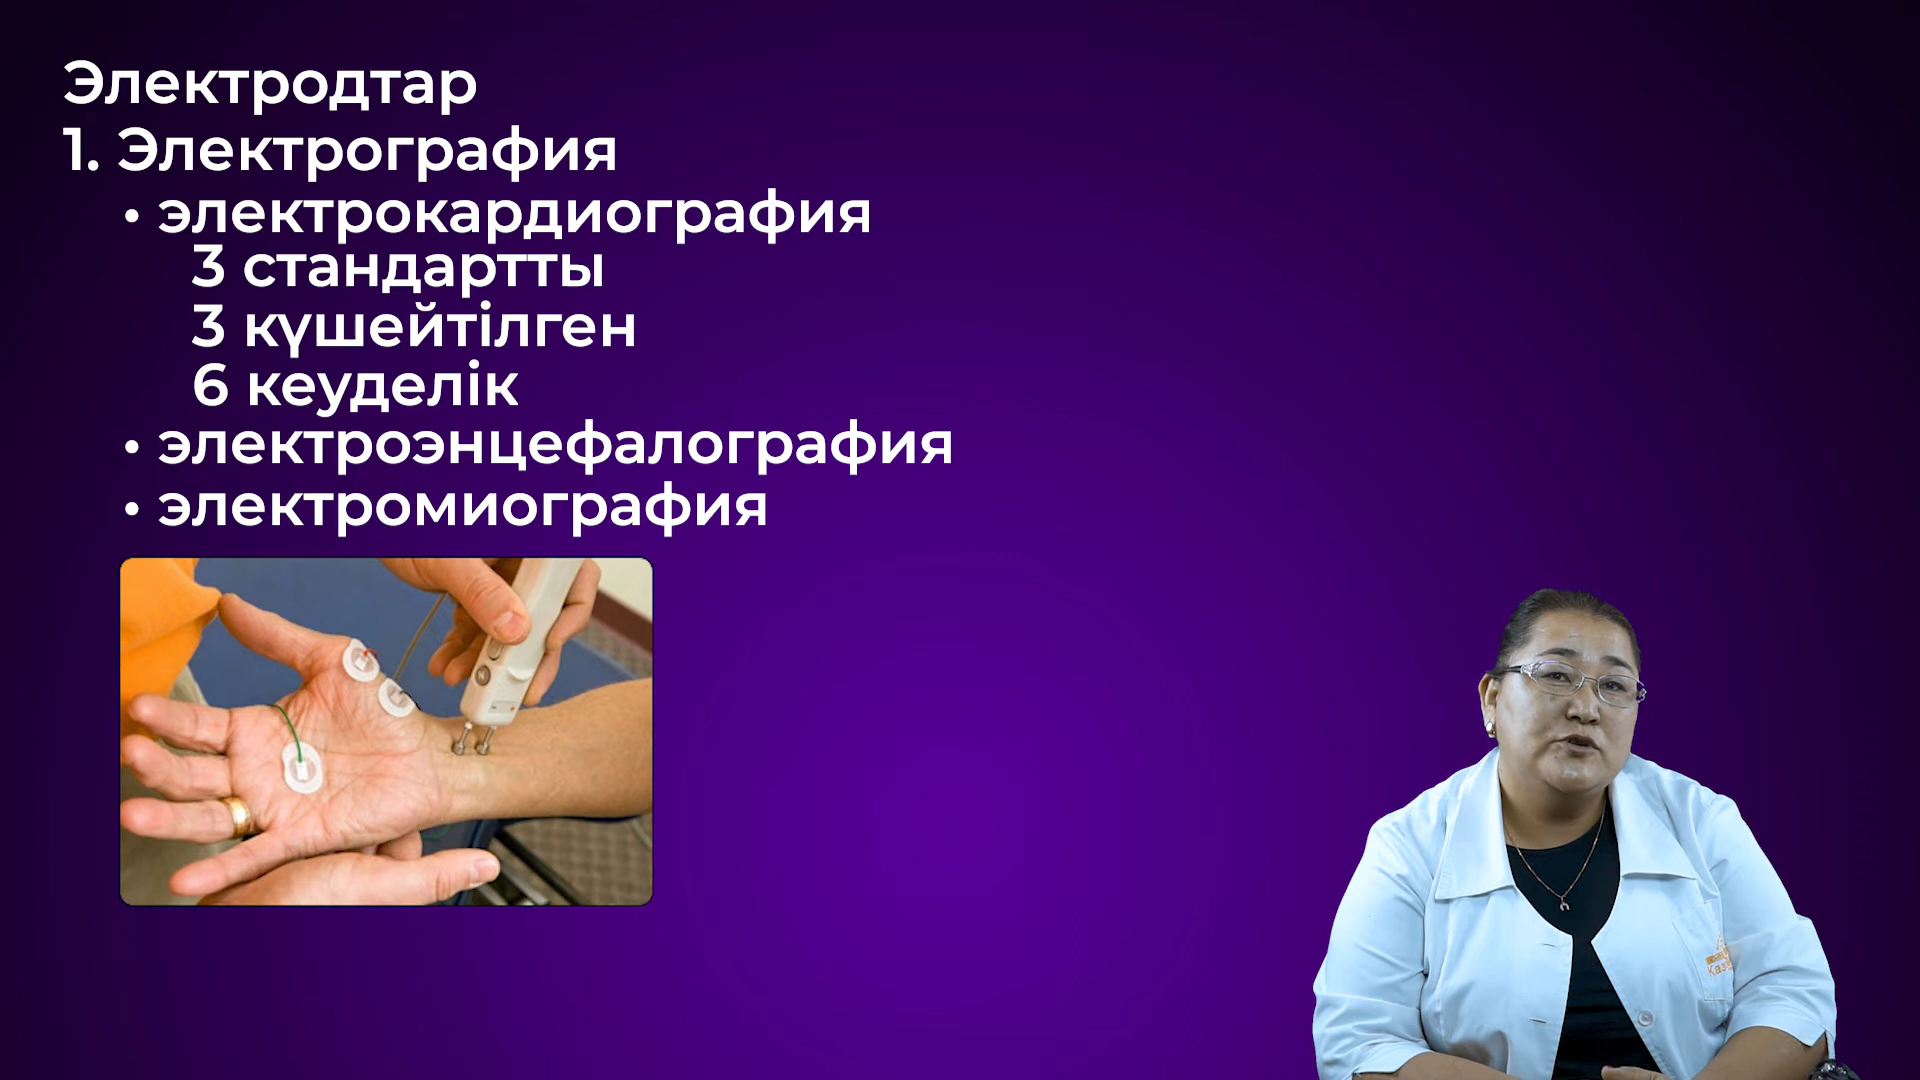 Электродтар
1. Электрография
• электрокардиография
3 стандартты
3 күшейтілген
6 кеуделік
• электроэнцефалография
• электромиография